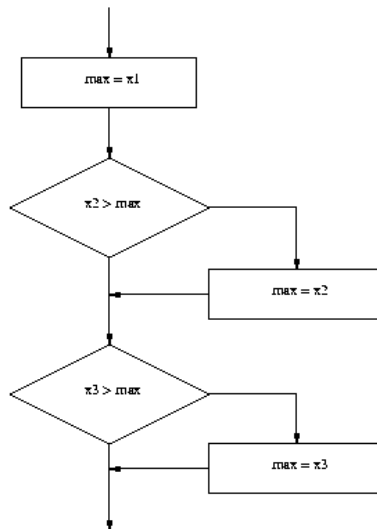 max = x1
x2 > max
max = x2
x3 > max
max = x3